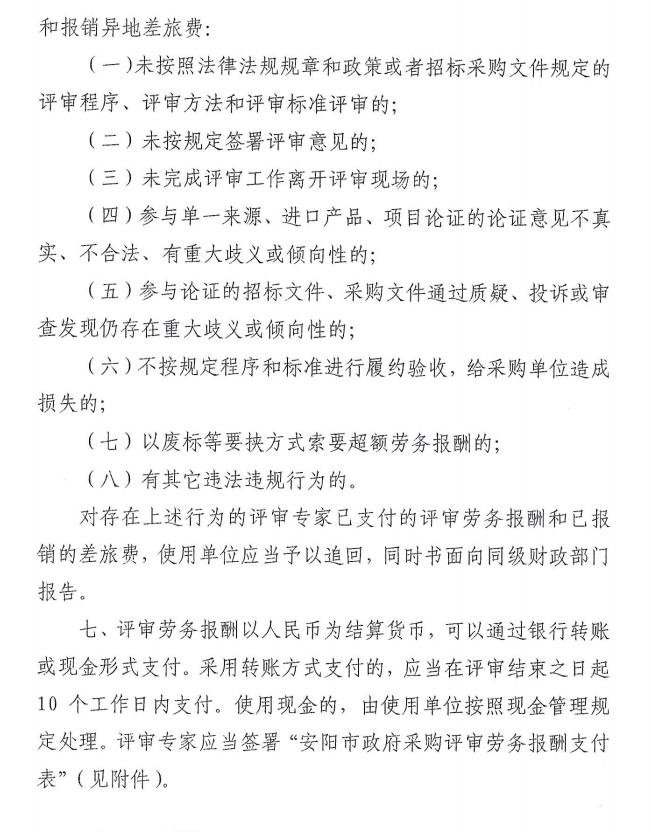 和报销异地差旅费：
（一）未按照法律法规规章和政策或者招标采购文件规定的
评审程序、评审方法和评审标准评审的；
（二）未按规定签署评审意见的；
（三）未完成评审工作离开评审现场的；
（四）参与单一来源、进口产品、项目论证的论证意见不真
实、不合法、有重大歧义或倾向性的；
（五）参与论证的招标文件、采购文件通过质疑、投诉或审
查发现仍存在重大歧义或倾向性的；
（六）不按规定程序和标准进行履约验收，给采购单位造成
损失的；
（七）以废标等要挟方式索要超额劳务报酬的；
（八）有其它违法违规行为的。
对存在上述行为的评审专家已支付的评审劳务报酬和已报
销的差旅费，使用单位应当予以追回，同时书面向同级财政部门
报告。
七、评审劳务报酬以人民币为结算货币，可以通过银行转账
或现金形式支付。采用转账方式支付的，应当在评审结束之日起
10 个工作日内支付。使用现金的，由使用单位按照现金管理规
定处理。评审专家应当签署“安阳市政府采购评审劳务报酬支付
表”（见附件）。